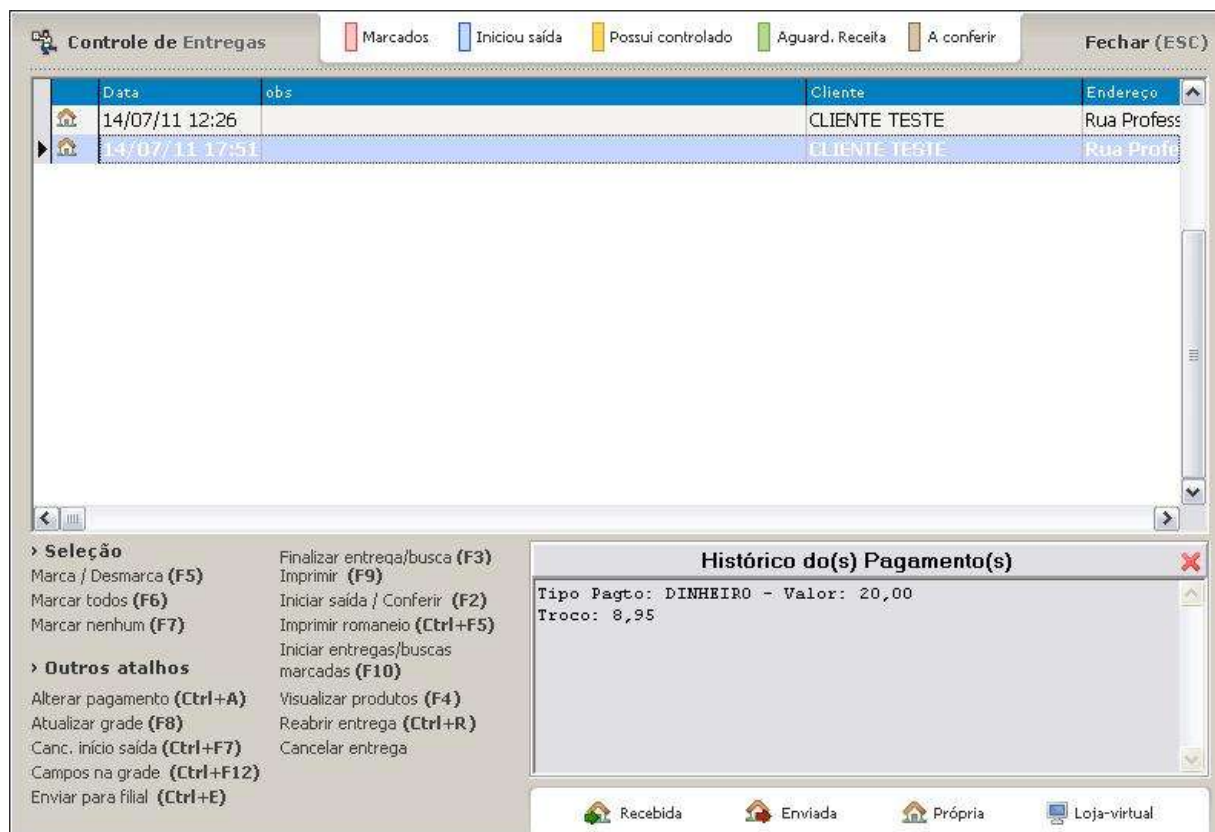 Controle de Entregas
Marcados
Iniciou saída
Possui controlado
Aguard. Receita
A conferir
Fechar (ESC)
Data obs Cliente Endereço
14/07/11 12:26 CLIENTE TESTE Rua Profess
14/07/11 17:51 CLIENTE TESTE Rua Profe
› Seleção
Marca / Desmarca (F5)
Marcar todos (F6)
Marcar nenhum (F7)
› Outros atalhos
Alterar pagamento (Ctrl+A)
Atualizar grade (F8)
Canc. início saída (Ctrl+F7)
Campos na grade (Ctrl+F12)
Enviar para filial (Ctrl+E)
Finalizar entrega/busca (F3)
Imprimir (F9)
Iniciar saída / Conferir (F2)
Imprimir romaneio (Ctrl+F5)
Iniciar entregas/buscas
marcadas (F10)
Visualizar produtos (F4)
Reabrir entrega (Ctrl+R)
Cancelar entrega
Histórico do(s) Pagamento(s)
Tipo Pagto: DINHEIRO - Valor: 20,00
Troco: 8,95
Recebida
Enviada
Própria
Loja-virtual